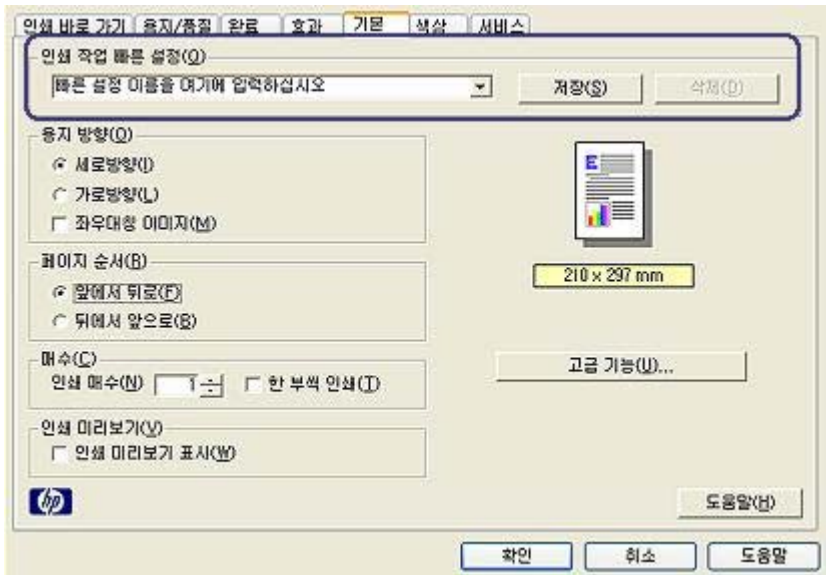 인쇄 바로 가기 용지/품질 완료 효과 기본 색상 서비스
인쇄 작업 빠른 설정(Q)
빠른 설정 이름을 여기에 입력하십시오 저장(S) 삭제(D)
용지 방향(O)
세로방향(I)
가로방향(L)
좌우대칭 이미지(M)
E
210 x 297 mm
페이지 순서(R)
앞에서 뒤로(F)
뒤에서 앞으로(B)
매수(C)
인쇄 매수(N) 1 한 부씩 인쇄(T)
고급 기능(U)...
인쇄 미리보기(V)
인쇄 미리보기 표시(W)
hp
도움말(H)
확인 취소 도움말